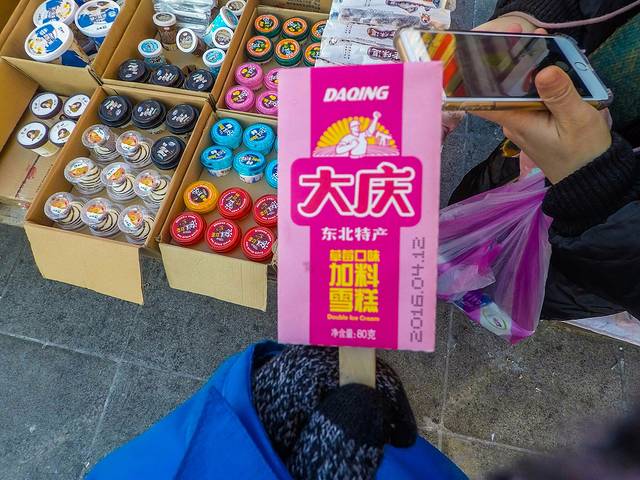 DAQING
大庆
东北特产
草莓口味
加料
雪糕
Double Ice Cream
净含量:80克
2016.04.12